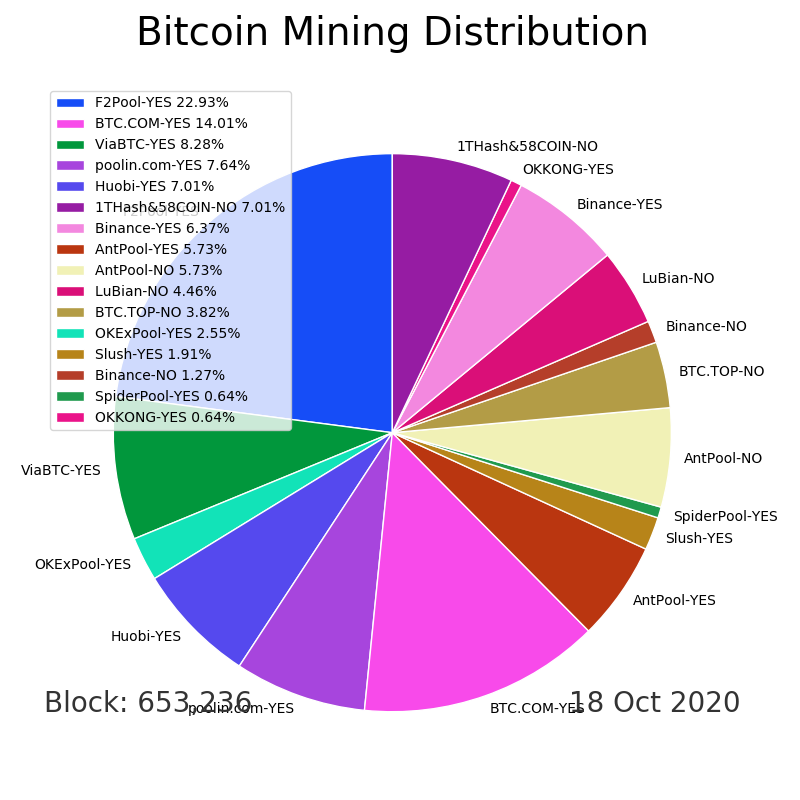 Bitcoin Mining Distribution
F2Pool-YES 22.93%
BTC.COM-YES 14.01%
ViaBTC-YES 8.28%
poolin.com-YES 7.64%
Huobi-YES 7.01%
1THash&58COIN-NO 7.01%
Binance-YES 6.37%
AntPool-YES 5.73%
AntPool-NO 5.73%
LuBian-NO 4.46%
BTC.TOP-NO 3.82%
OKExPool-YES 2.55%
Slush-YES 1.91%
Binance-NO 1.27%
SpiderPool-YES 0.64%
OKKONG-YES 0.64%
1THash&58COIN-NO
OKKONG-YES
Binance-YES
F2Pool-YES
LuBian-NO
Binance-NO
BTC.TOP-NO
AntPool-NO
ViaBTC-YES
SpiderPool-YES
Slush-YES
OKExPool-YES
AntPool-YES
Huobi-YES
poolin.com-YES
BTC.COM-YES
Block: 653,236
18 Oct 2020